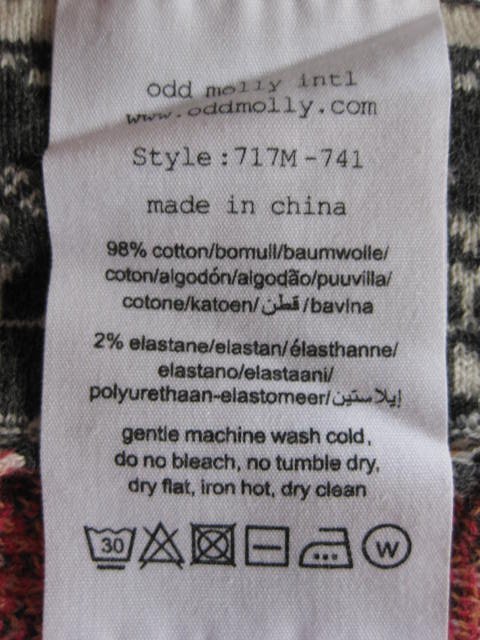 odd molly intl
www.oddmolly.com
Style:717M-741
made in china
98% cotton/bomull/baumwolle/
coton/algodón/algodão/puuvilla/
cotone/katoen/قطن/bavlna
2% elastane/elastan/élasthanne/
elastano/elastaani/
polyurethaan-elastomeer/إيلاستين
gentle machine wash cold,
do no bleach, no tumble dry,
dry flat, iron hot, dry clean
30 W